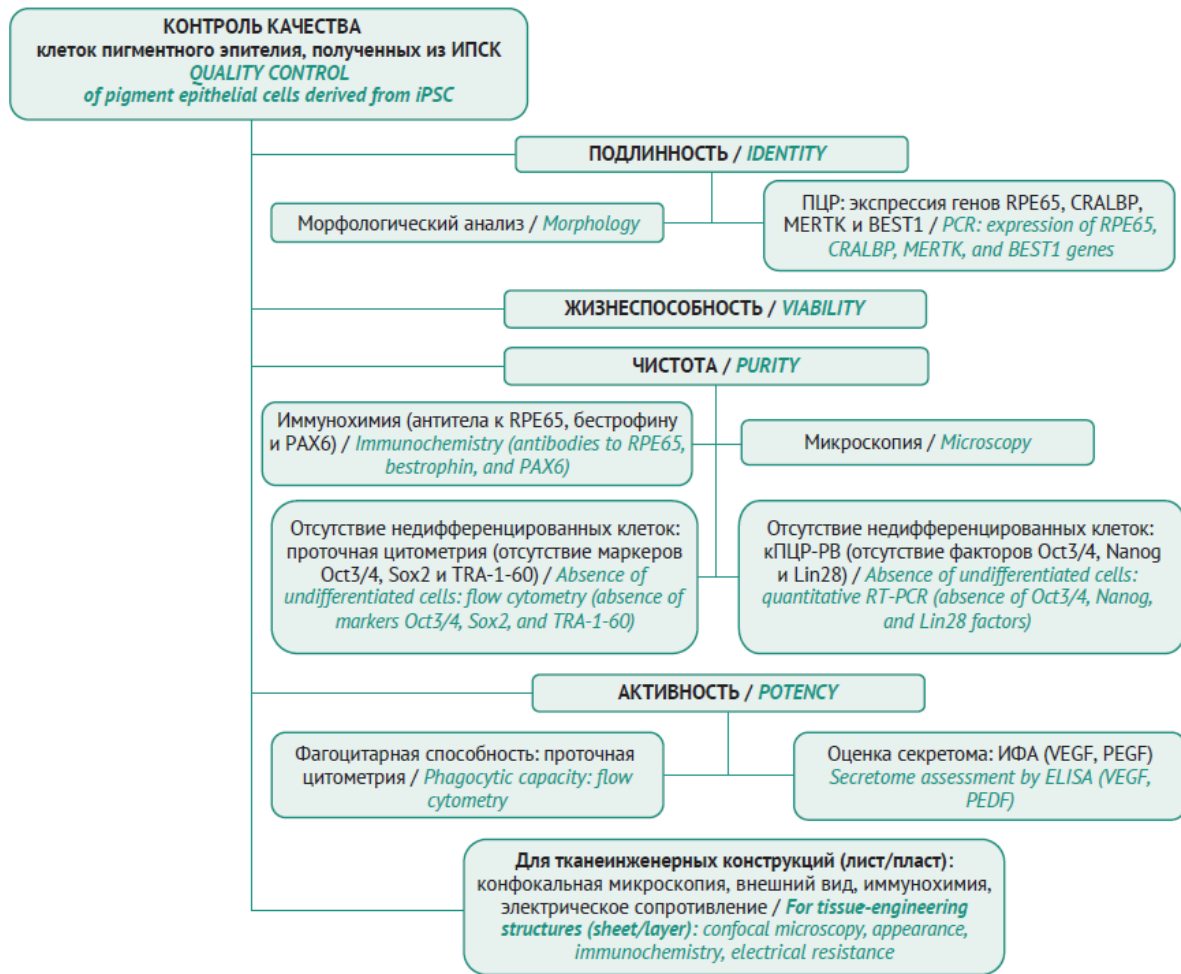 КОНТРОЛЬ КАЧЕСТВА
клеток пигментного эпителия, полученных из ИПСК
QUALITY CONTROL
of pigment epithelial cells derived from iPSC
ПОДЛИННОСТЬ / IDENTITY
Морфологический анализ / Morphology
ПЦР: экспрессия генов RPE65, CRALBP,
MERTK и BEST1 / PCR: expression of RPE65,
CRALBP, MERTK, and BEST1 genes
ЖИЗНЕСПОСОБНОСТЬ / VIABILITY
ЧИСТОТА / PURITY
Иммунохимия (антитела к RPE65, бестрофину
и PAX6) / Immunochemistry (antibodies to RPE65,
bestrophin, and PAX6)
Микроскопия / Microscopy
Отсутствие недифференцированных клеток:
проточная цитометрия (отсутствие маркеров
Oct3/4, Sox2 и TRA-1-60) / Absence of
undifferentiated cells: flow cytometry (absence of
markers Oct3/4, Sox2, and TRA-1-60)
Отсутствие недифференцированных клеток:
кПЦР-РВ (отсутствие факторов Oct3/4, Nanog
и Lin28) / Absence of undifferentiated cells:
quantitative RT-PCR (absence of Oct3/4, Nanog,
and Lin28 factors)
АКТИВНОСТЬ / POTENCY
Фагоцитарная способность: проточная
цитометрия / Phagocytic capacity: flow
cytometry
Оценка секретома: ИФА (VEGF, PEGF)
Secretome assessment by ELISA (VEGF,
PEDF)
Для тканеинженерных конструкций (лист/пласт):
конфокальная микроскопия, внешний вид, иммунохимия,
электрическое сопротивление / For tissue-engineering
structures (sheet/layer): confocal microscopy, appearance,
immunochemistry, electrical resistance